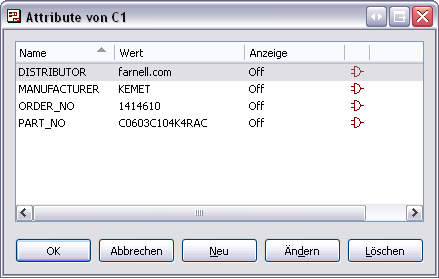 Attribute von C1
Name Wert Anzeige
DISTRIBUTOR farnell.com Off
MANUFACTURER KEMET Off
ORDER_NO 1414610 Off
PART_NO C0603C104K4RAC Off
OK Abbrechen Neu Ändern Löschen